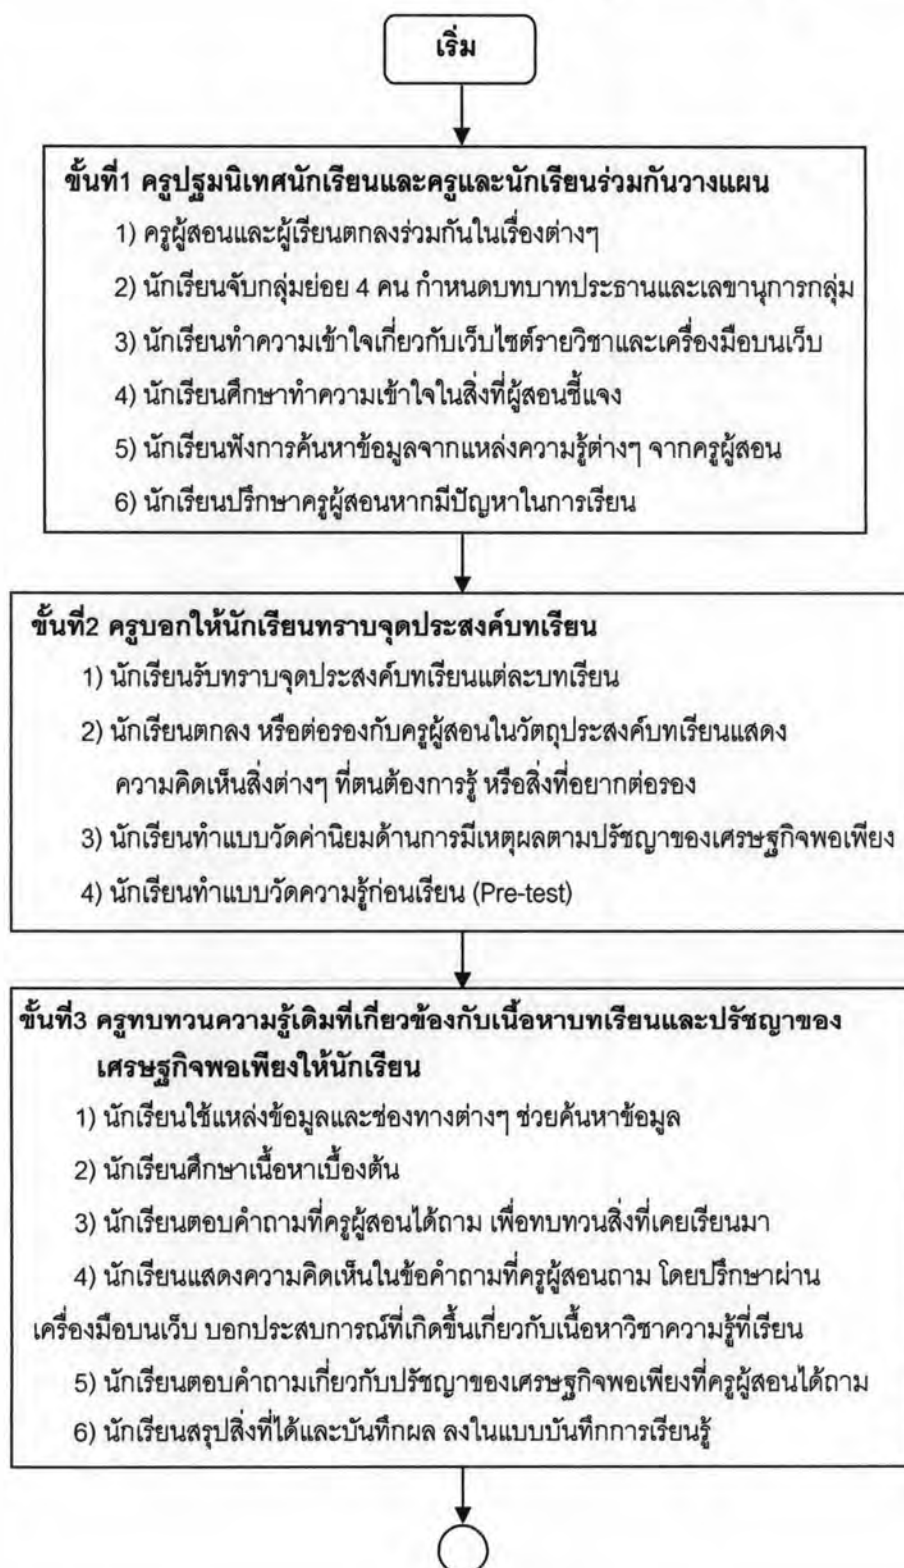 เริ่ม
ขั้นที่1 ครูปฐมนิเทศนักเรียนและครูและนักเรียนร่วมกันวางแผน
1) ครูผู้สอนและผู้เรียนตกลงร่วมกันในเรื่องต่างๆ
2) นักเรียนจับกลุ่มย่อย 4 คน กำหนดบทบาทประธานและเลขานุการกลุ่ม
3) นักเรียนทำความเข้าใจเกี่ยวกับเว็บไซต์รายวิชาและเครื่องมือบนเว็บ
4) นักเรียนศึกษาทำความเข้าใจในสิ่งที่ผู้สอนชี้แจง
5) นักเรียนฟังการค้นหาข้อมูลจากแหล่งความรู้ต่างๆ จากครูผู้สอน
6) นักเรียนปรึกษาครูผู้สอนหากมีปัญหาในการเรียน
ขั้นที่2 ครูบอกให้นักเรียนทราบจุดประสงค์บทเรียน
1) นักเรียนรับทราบจุดประสงค์บทเรียนแต่ละบทเรียน
2) นักเรียนตกลง หรือต่อรองกับครูผู้สอนในวัตถุประสงค์บทเรียนแสดง
ความคิดเห็นสิ่งต่างๆ ที่ตนต้องการรู้ หรือสิ่งที่อยากต่อรอง
3) นักเรียนทำแบบวัดค่านิยมด้านการมีเหตุผลตามปรัชญาของเศรษฐกิจพอเพียง
4) นักเรียนทำแบบวัดความรู้ก่อนเรียน (Pre-test)
ขั้นที่3 ครูทบทวนความรู้เดิมที่เกี่ยวข้องกับเนื้อหาบทเรียนและปรัชญาของ
เศรษฐกิจพอเพียงให้นักเรียน
1) นักเรียนใช้แหล่งข้อมูลและช่องทางต่างๆ ช่วยค้นหาข้อมูล
2) นักเรียนศึกษาเนื้อหาเบื้องต้น
3) นักเรียนตอบคำถามที่ครูผู้สอนได้ถาม เพื่อทบทวนสิ่งที่เคยเรียนมา
4) นักเรียนแสดงความคิดเห็นในข้อคำถามที่ครูผู้สอนถาม โดยปรึกษาผ่าน
เครื่องมือบนเว็บ บอกประสบการณ์ที่เกิดขึ้นเกี่ยวกับเนื้อหาวิชาความรู้ที่เรียน
5) นักเรียนตอบคำถามเกี่ยวกับปรัชญาของเศรษฐกิจพอเพียงที่ครูผู้สอนได้ถาม
6) นักเรียนสรุปสิ่งที่ได้และบันทึกผล ลงในแบบบันทึกการเรียนรู้